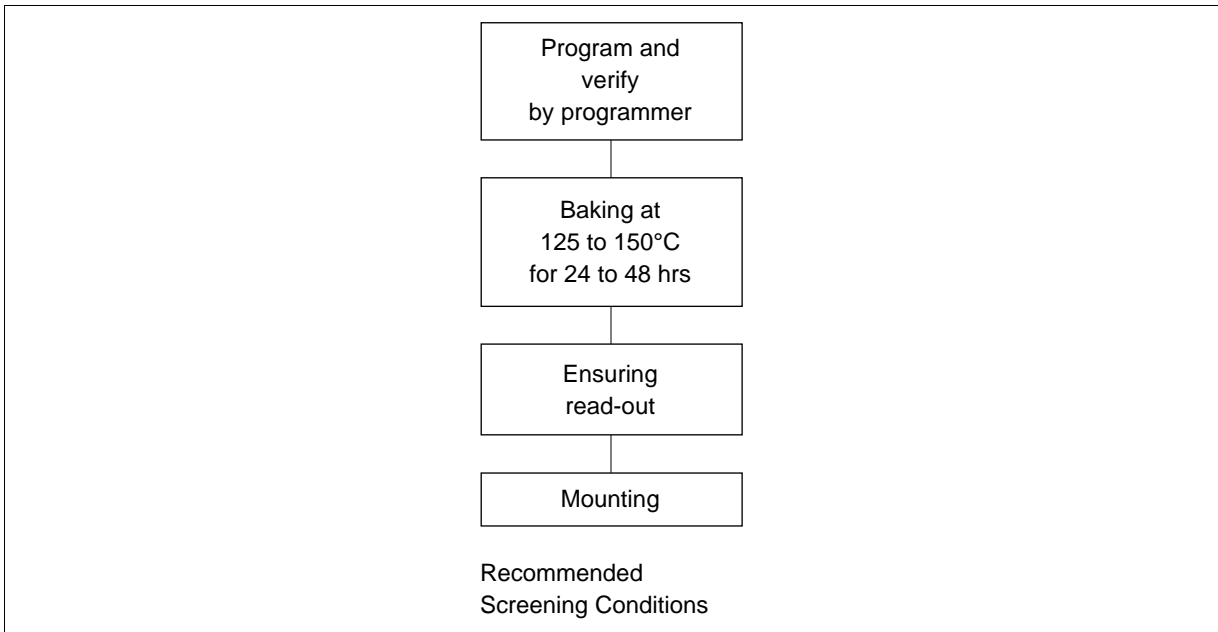 Program and
verify
by programmer
Baking at
125 to 150°C
for 24 to 48 hrs
Ensuring
read-out
Mounting
Recommended
Screening Conditions